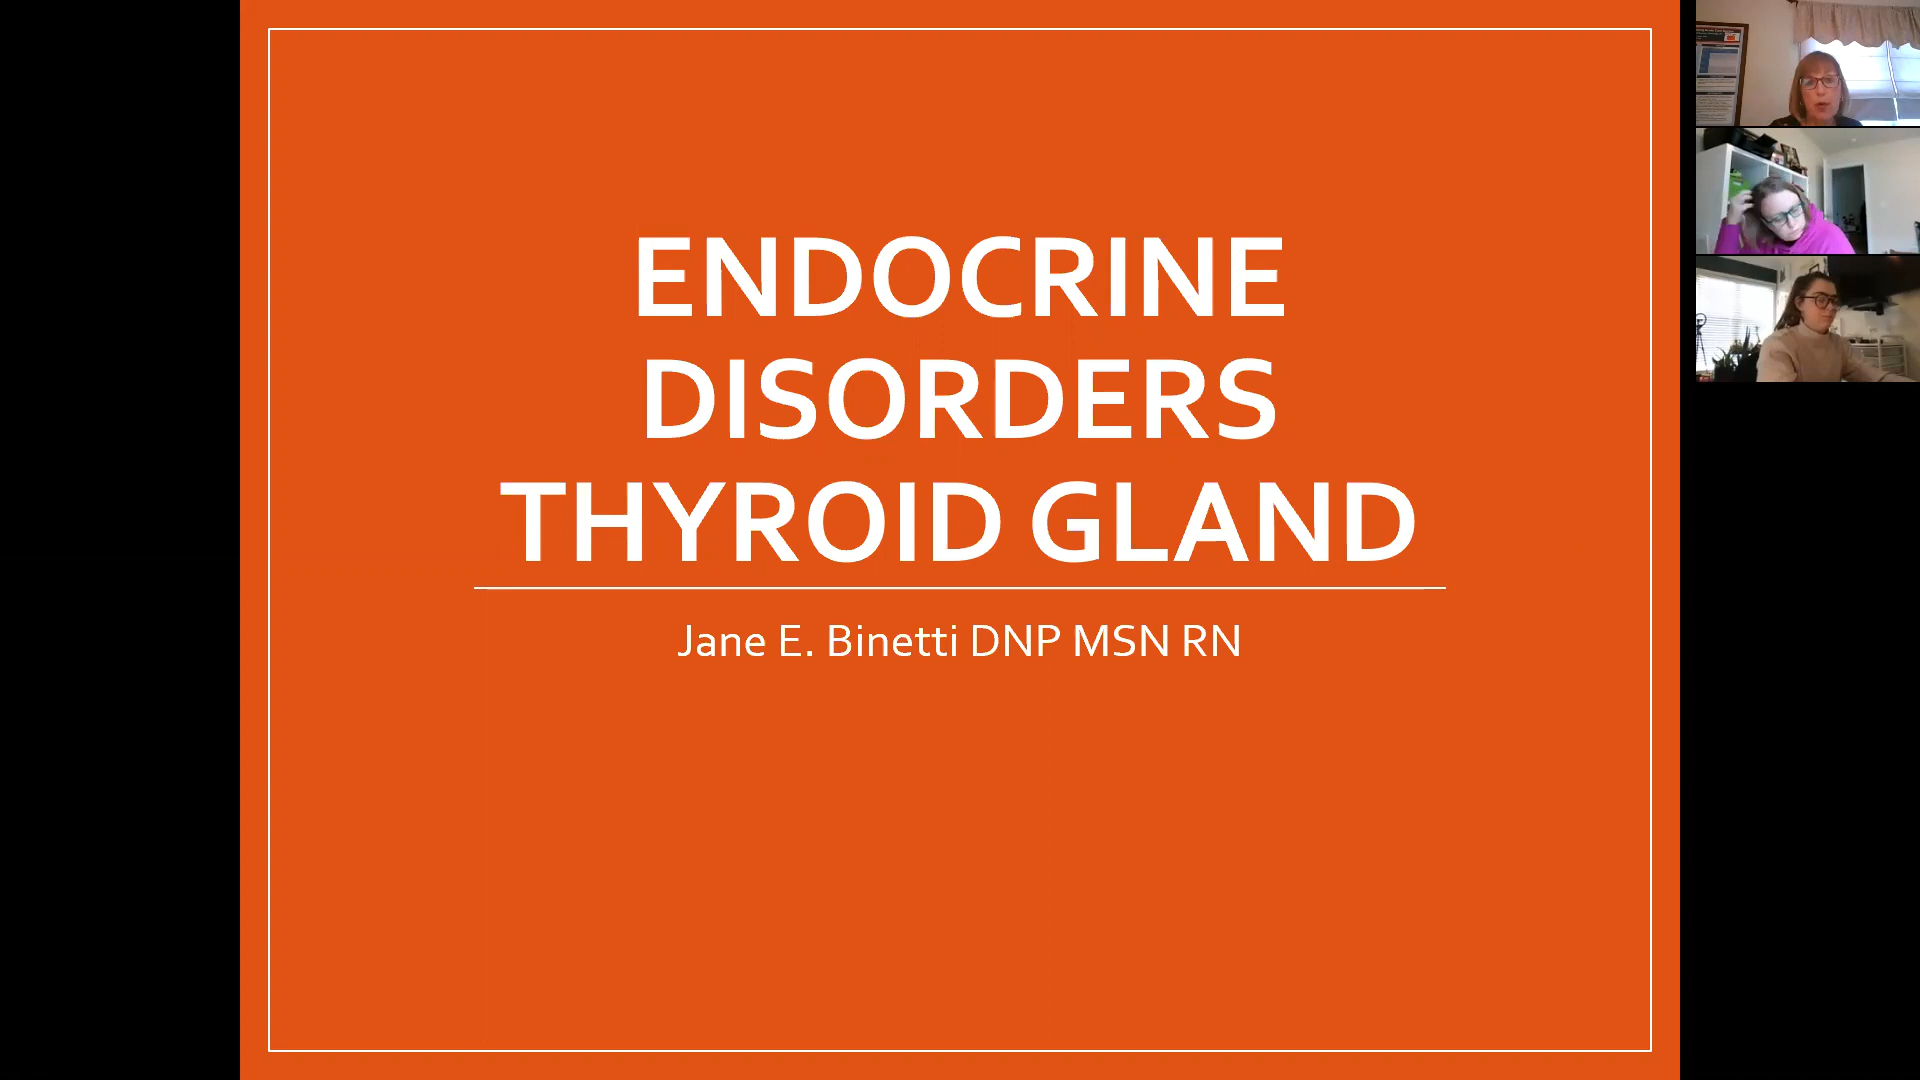 ENDOCRINE
DISORDERS
THYROID GLAND
Jane E. Binetti DNP MSN RN